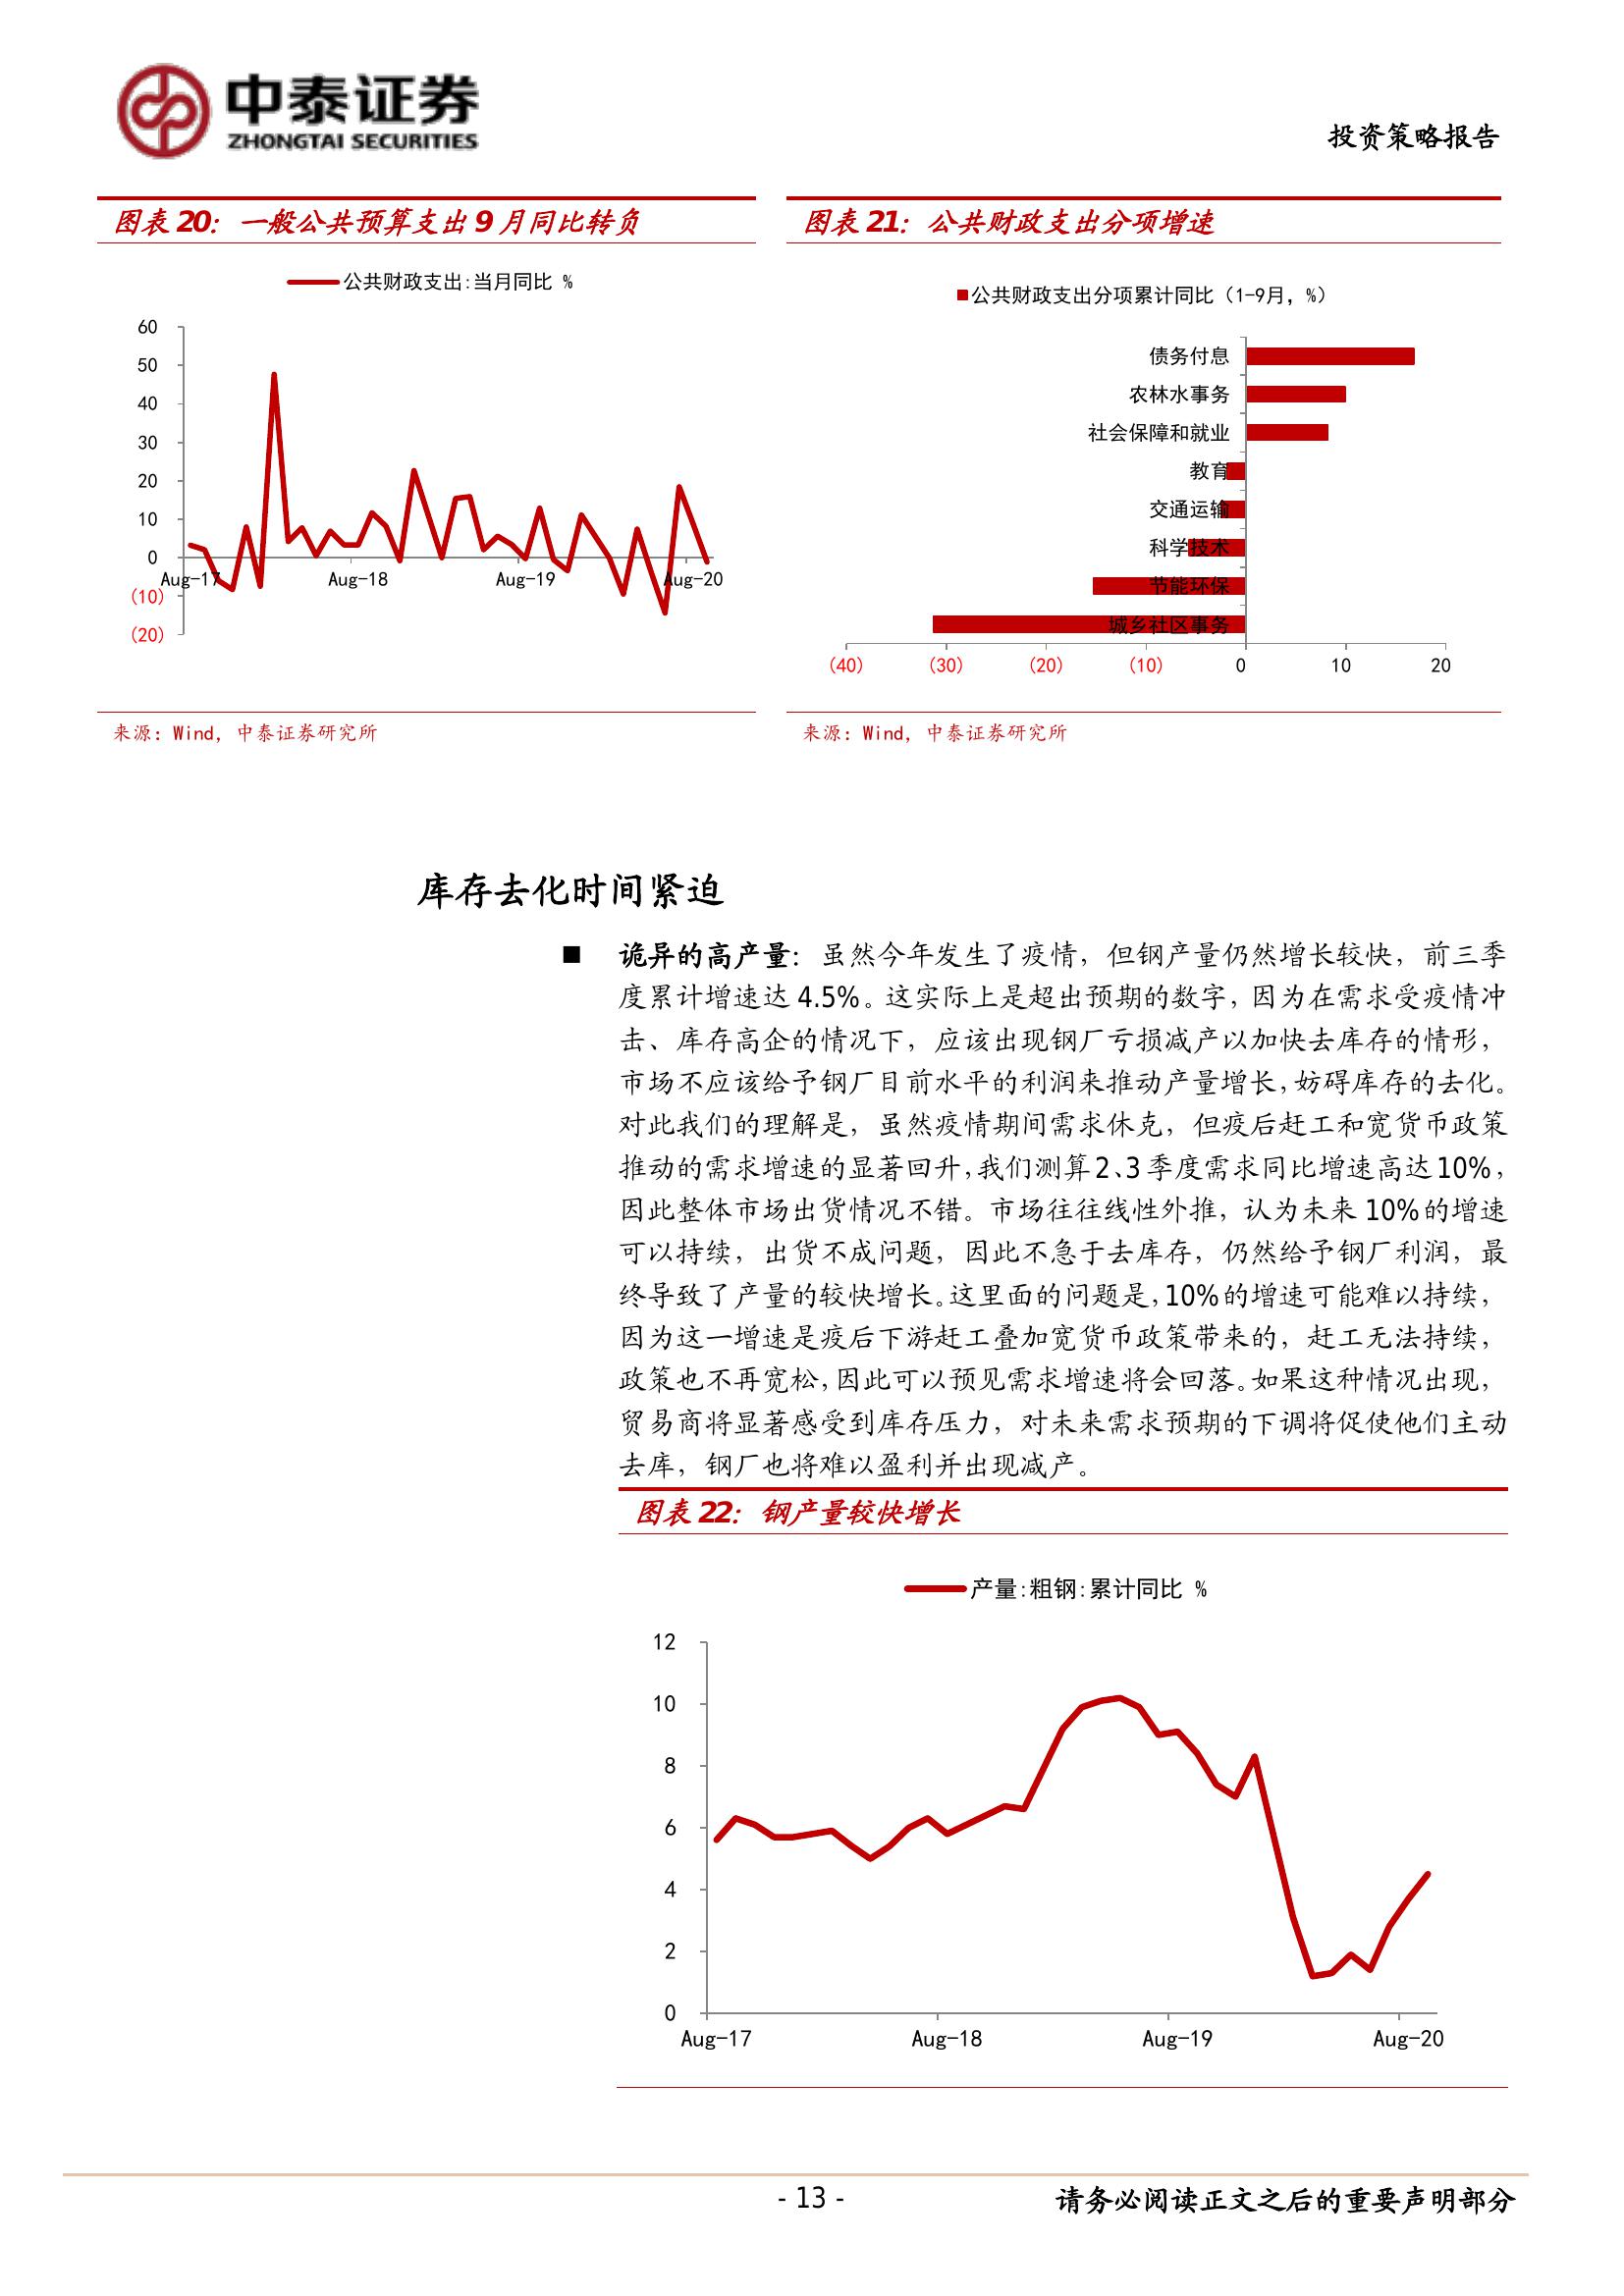 中泰证券
ZHONGTAI SECURITIES
投资策略报告
图表 20：一般公共预算支出 9 月同比转负
公共财政支出:当月同比 %
60
50
40
30
20
10
0
(10)
(20)
Aug-17
Aug-18
Aug-19
Aug-20
来源：Wind，中泰证券研究所
图表 21：公共财政支出分项增速
公共财政支出分项累计同比（1-9月，%）
债务付息
农林水事务
社会保障和就业
教育
交通运输
科学技术
节能环保
城乡社区事务
(40)
(30)
(20)
(10)
0
10
20
来源：Wind，中泰证券研究所
库存去化时间紧迫
■ 诡异的高产量：虽然今年发生了疫情，但钢产量仍然增长较快，前三季
度累计增速达 4.5%。这实际上是超出预期的数字，因为在需求受疫情冲
击、库存高企的情况下，应该出现钢厂亏损减产以加快去库存的情形，
市场不应该给予钢厂目前水平的利润来推动产量增长，妨碍库存的去化。
对此我们的理解是，虽然疫情期间需求休克，但疫后赶工和宽货币政策
推动的需求增速的显著回升，我们测算 2、3 季度需求同比增速高达 10%，
因此整体市场出货情况不错。市场往往线性外推，认为未来 10%的增速
可以持续，出货不成问题，因此不急于去库存，仍然给予钢厂利润，最
终导致了产量的较快增长。这里面的问题是，10%的增速可能难以持续，
因为这一增速是疫后下游赶工叠加宽货币政策带来的，赶工无法持续，
政策也不再宽松，因此可以预见需求增速将会回落。如果这种情况出现，
贸易商将显著感受到库存压力，对未来需求预期的下调将促使他们主动
去库，钢厂也将难以盈利并出现减产。
图表 22：钢产量较快增长
产量:粗钢:累计同比 %
12
10
8
6
4
2
0
Aug-17
Aug-18
Aug-19
Aug-20
- 13 -
请务必阅读正文之后的重要声明部分